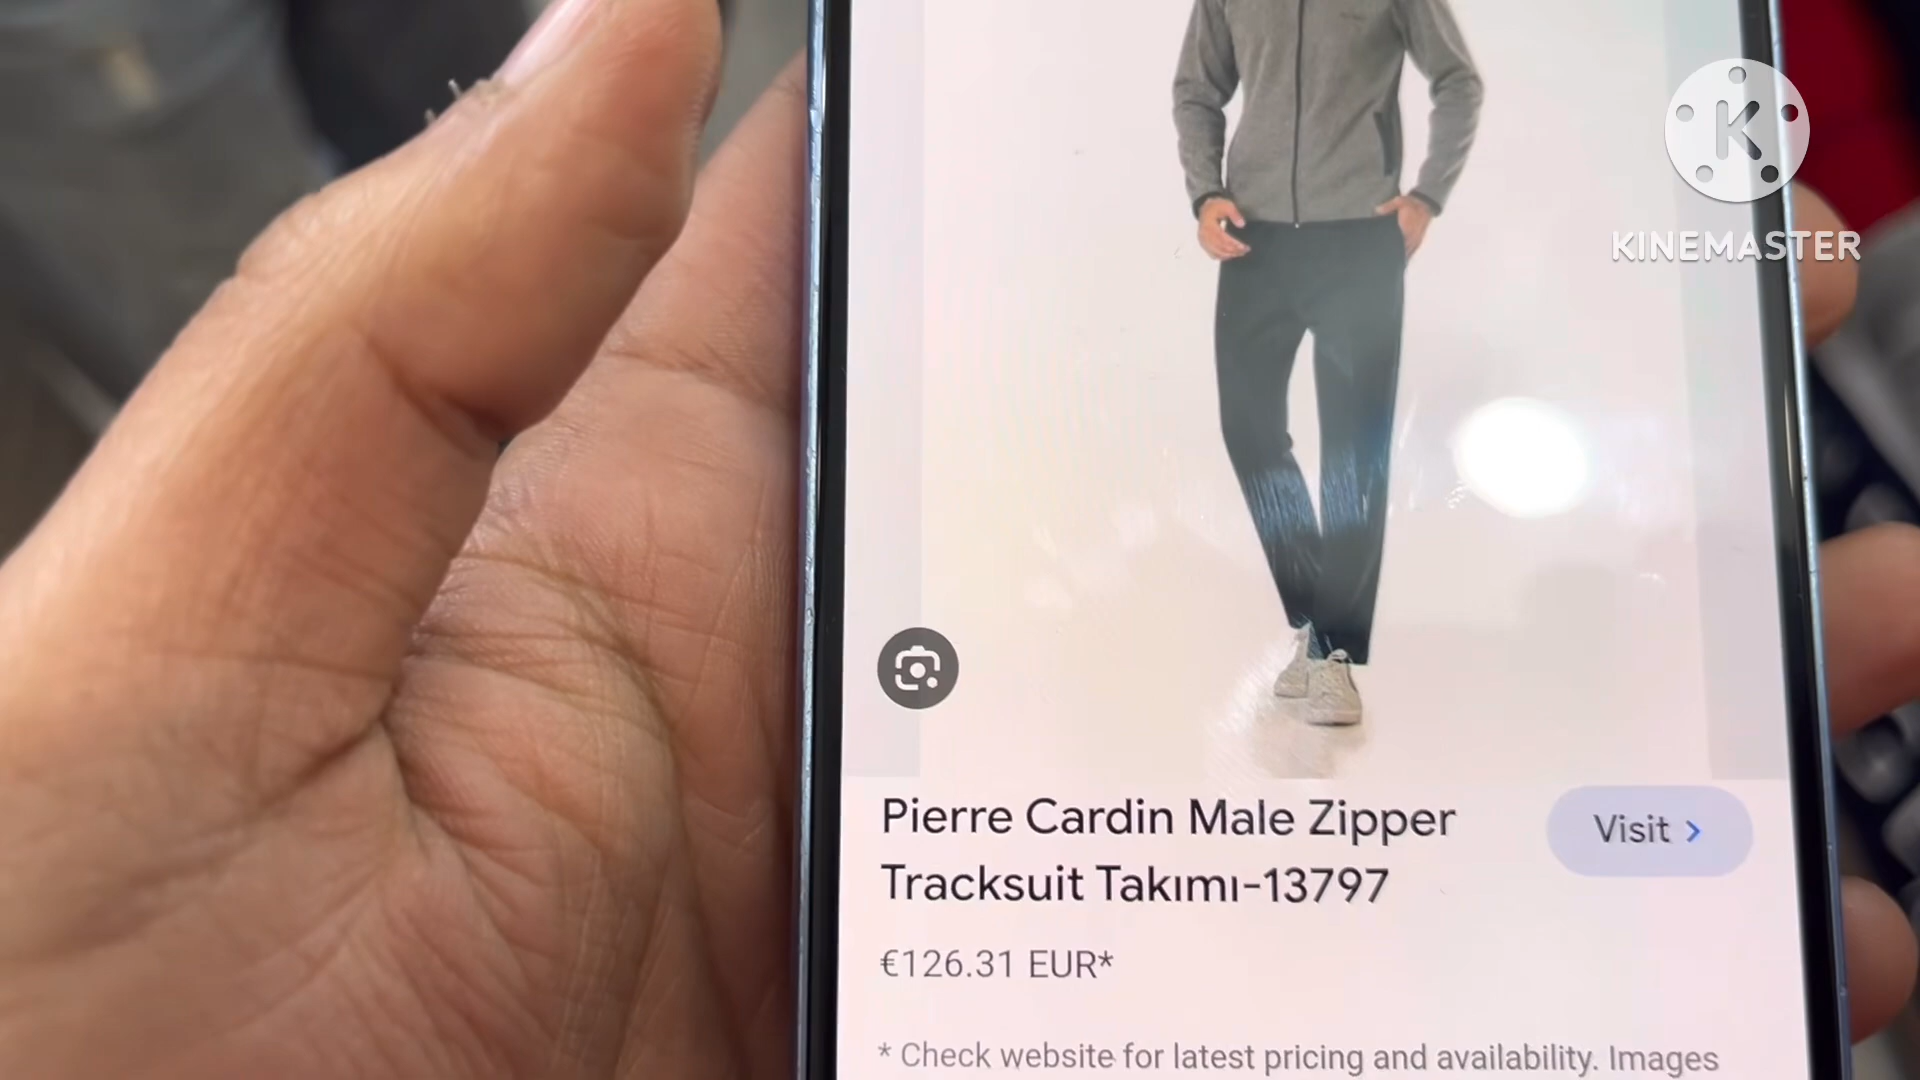 K
KINEMASTER
Pierre Cardin Male Zipper
Tracksuit Takımı-13797
Visit >
€126.31 EUR*
* Check website for latest pricing and availability. Images